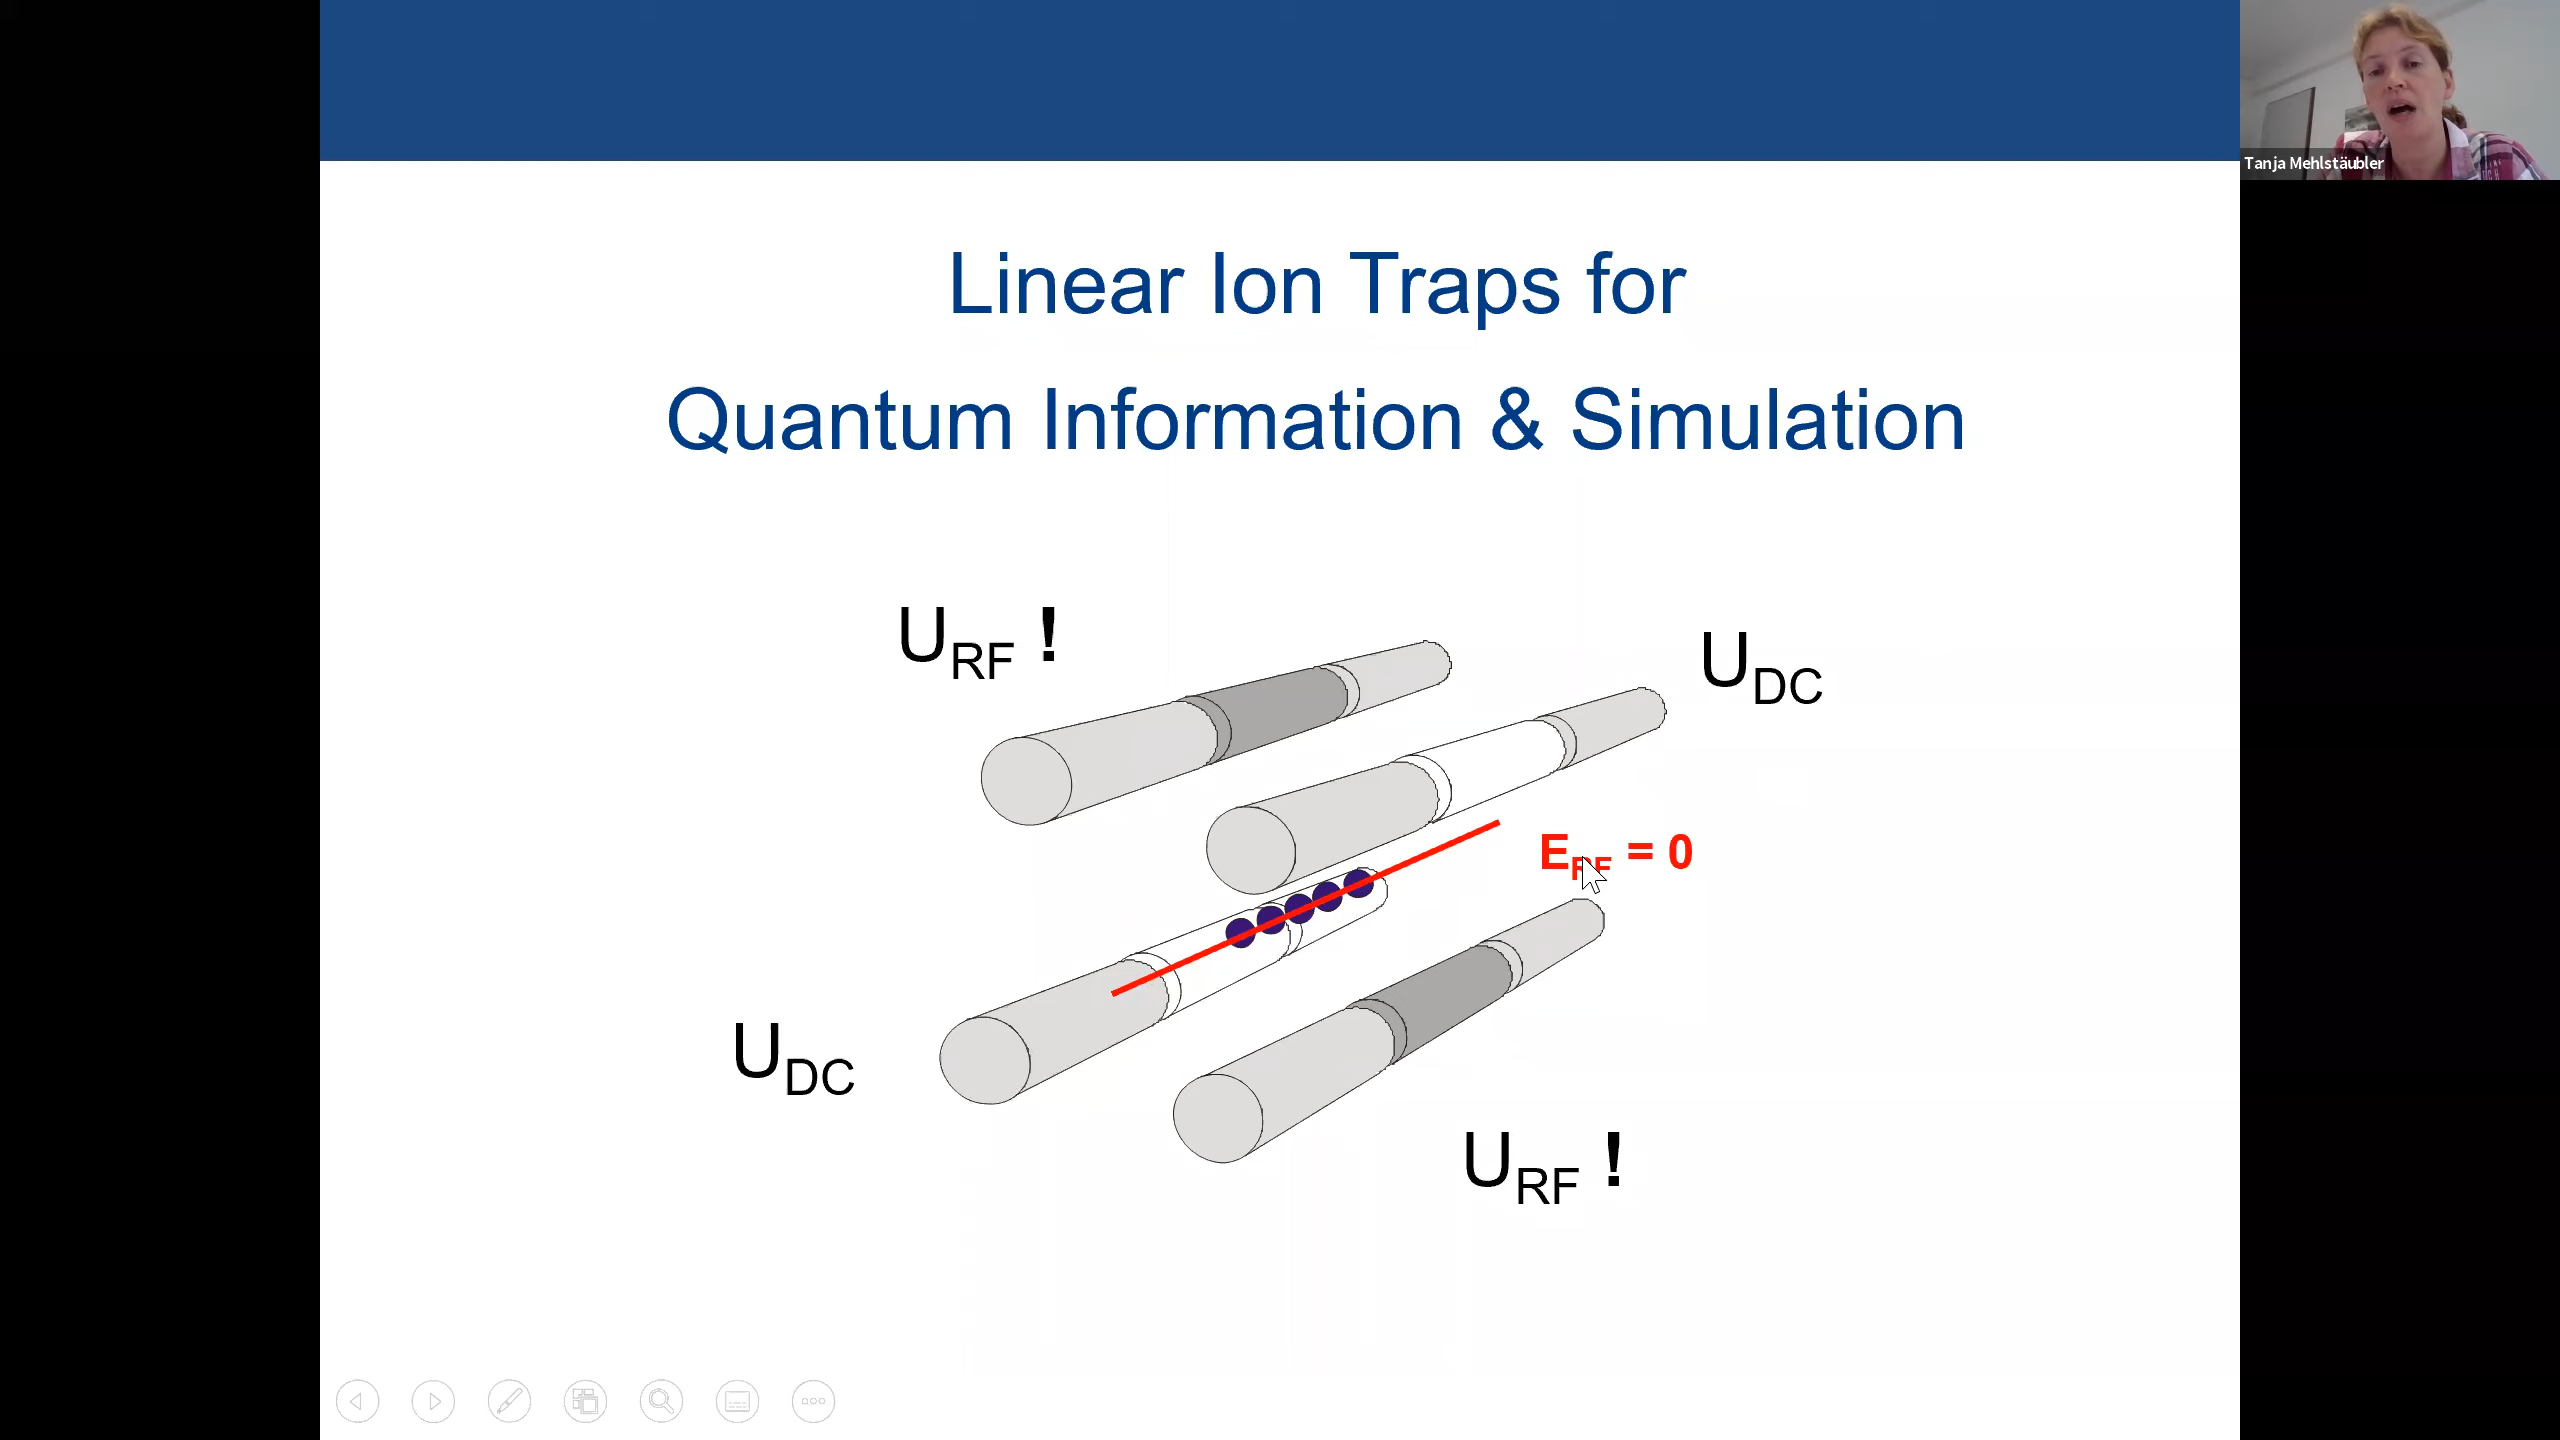 Tanja Mehlstäubler
Linear Ion Traps for
Quantum Information & Simulation
U_RF !
U_DC
E_RF = 0
U_DC
U_RF !